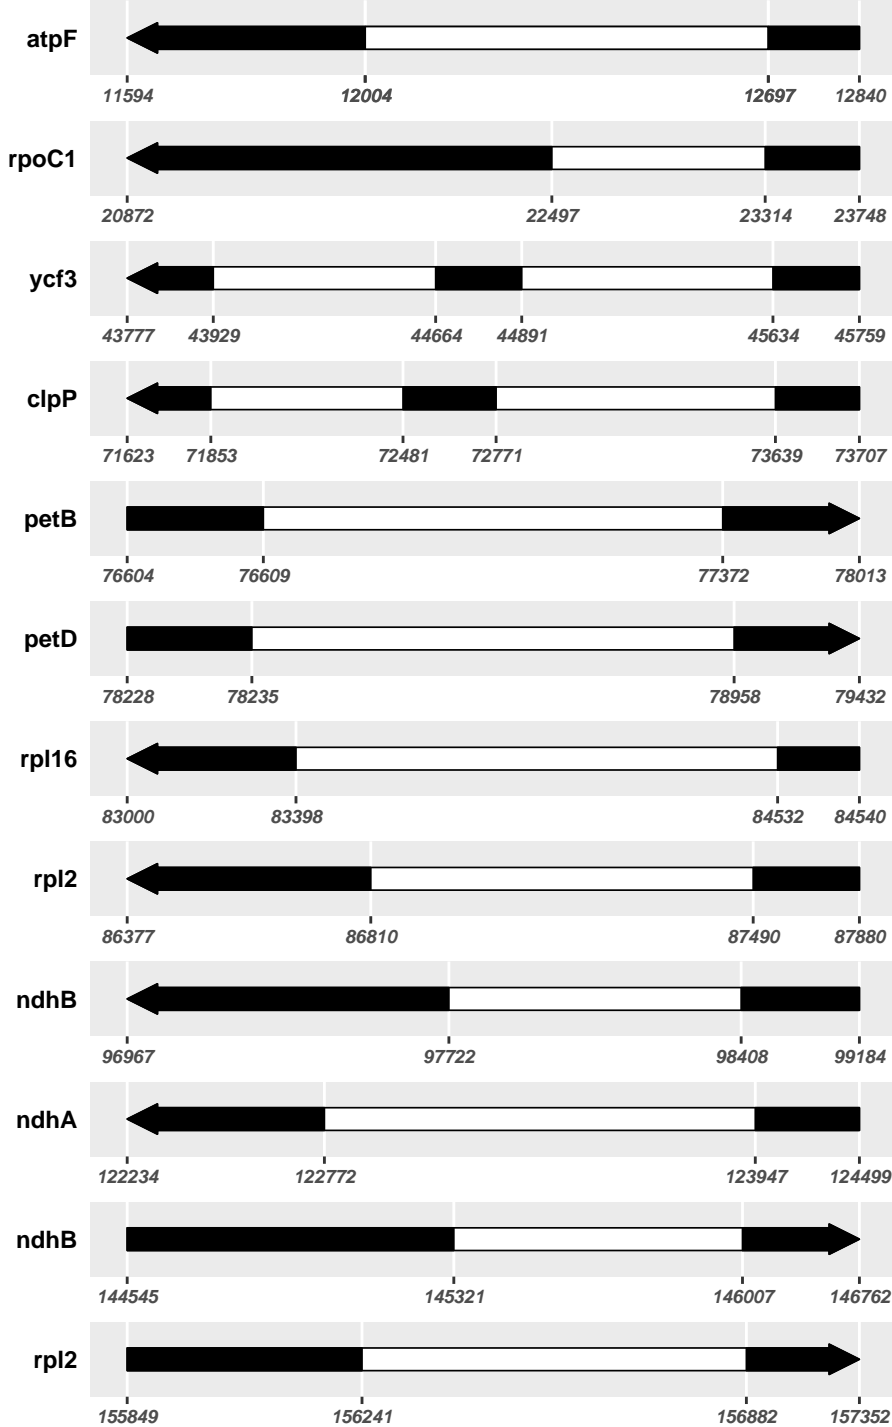 atpF
11594 12004 12697 12840
rpoC1
20872 22497 23314 23748
ycf3
43777 43929 44664 44891 45634 45759
clpP
71623 71853 72481 72771 73639 73707
petB
76604 76609 77372 78013
petD
78228 78235 78958 79432
rpl16
83000 83398 84532 84540
rpl2
86377 86810 87490 87880
ndhB
96967 97722 98408 99184
ndhA
122234 122772 123947 124499
ndhB
144545 145321 146007 146762
rpl2
155849 156241 156882 157352